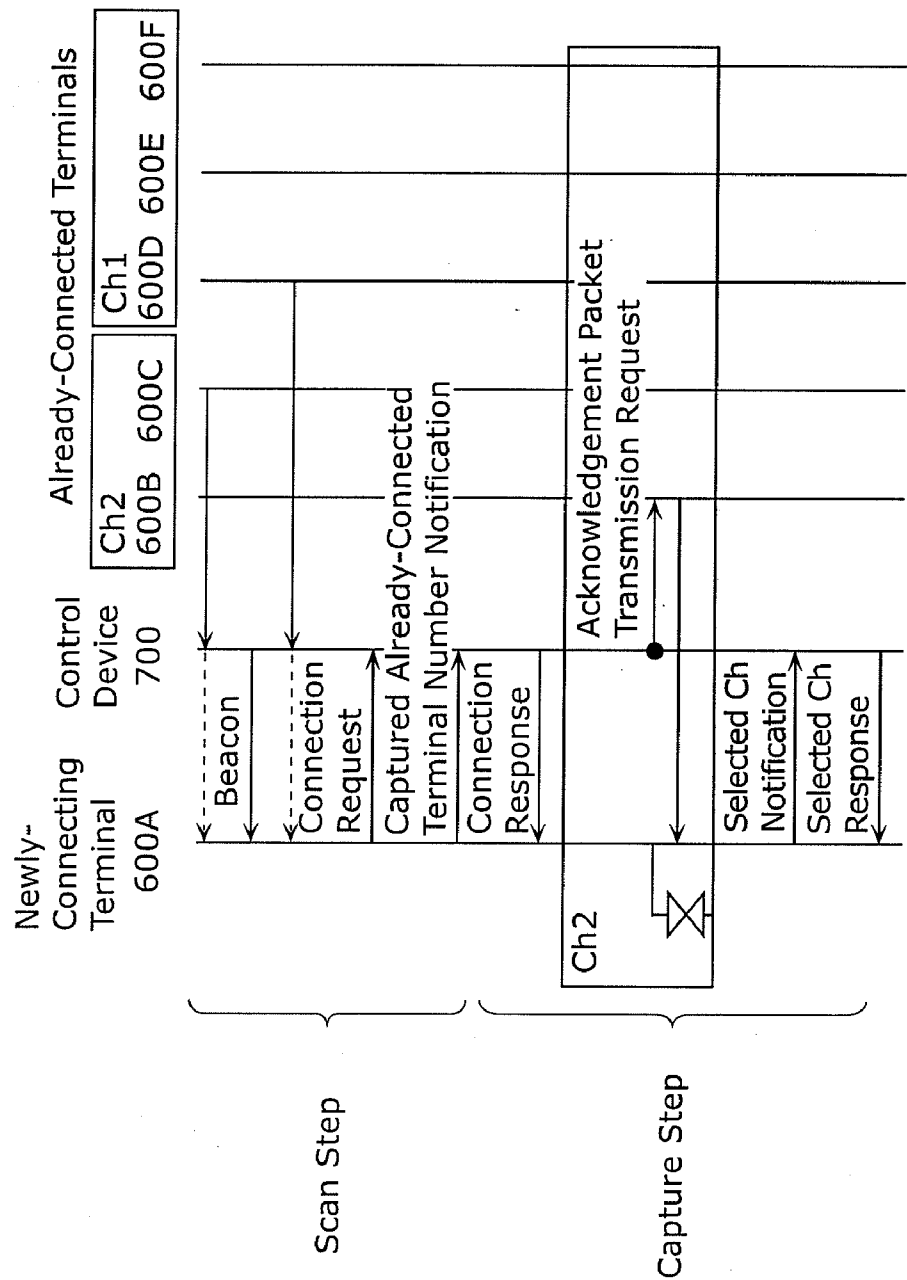 Newly-
Connecting
Terminal
600A
Control
Device
700
Already-Connected Terminals
Ch2
600B 600C
Ch1
600D 600E 600F
Scan Step
Beacon
Connection
Request
Captured Already-Connected
Terminal Number Notification
Capture Step
Connection
Response
Ch2
Acknowledgement Packet
Transmission Request
Selected Ch
Notification
Selected Ch
Response